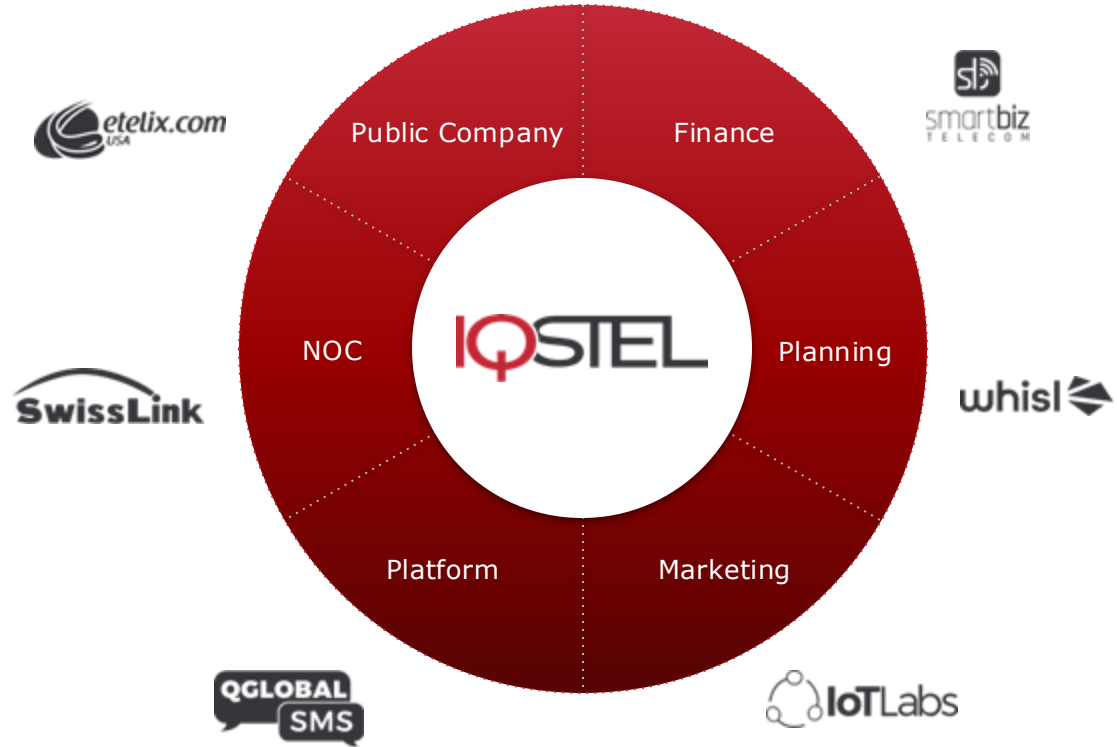 etelix.com
USA
smartbiz
TELECOM
Public Company
Finance
NOC
IQSTEL
Planning
SwissLink
whisl
Platform
Marketing
QGLOBAL
SMS
IoTLabs